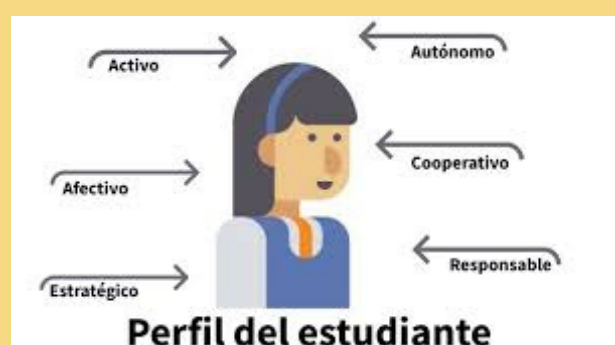 Activo
Autónomo
Afectivo
Cooperativo
Estratégico
Responsable
Perfil del estudiante